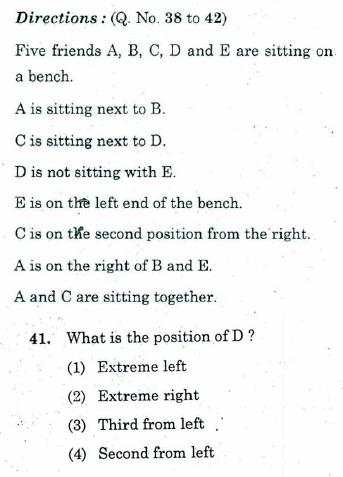 Directions : (Q. No. 38 to 42)
Five friends A, B, C, D and E are sitting on
a bench.
A is sitting next to B.
C is sitting next to D.
D is not sitting with E.
E is on the left end of the bench.
C is on the second position from the right.
A is on the right of B and E.
A and C are sitting together.
41. What is the position of D ?
(1) Extreme left
(2) Extreme right
(3) Third from left
(4) Second from left